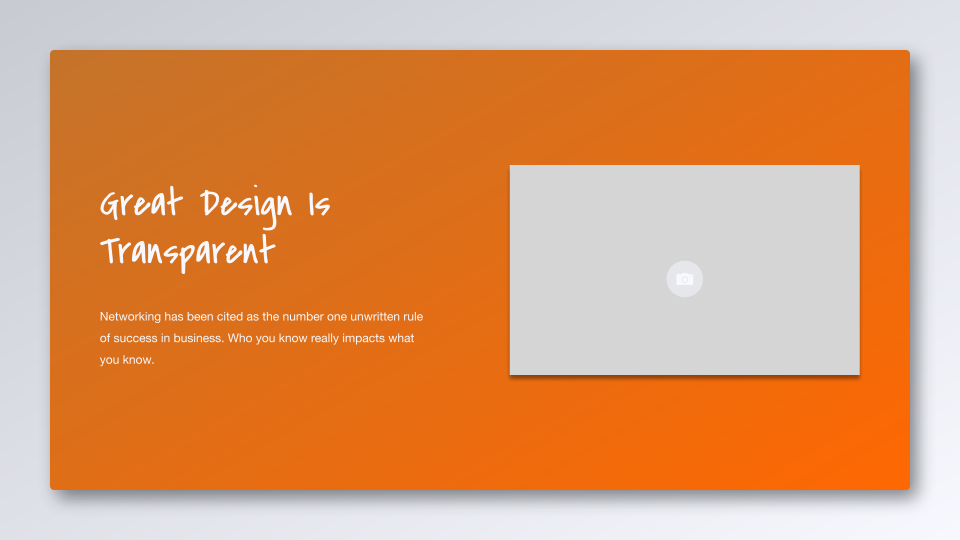 Great Design Is
Transparent
Networking has been cited as the number one unwritten rule
of success in business. Who you know really impacts what
you know.